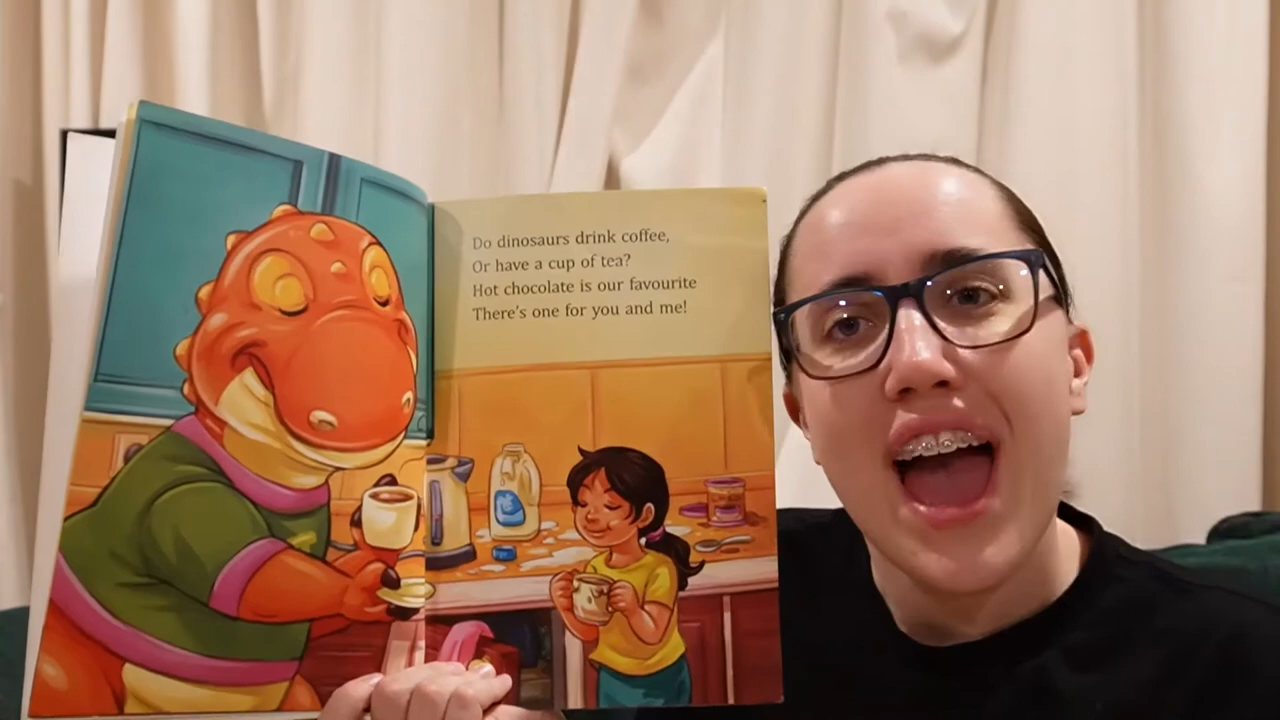 Do dinosaurs drink coffee,
Or have a cup of tea?
Hot chocolate is our favourite
There's one for you and me!